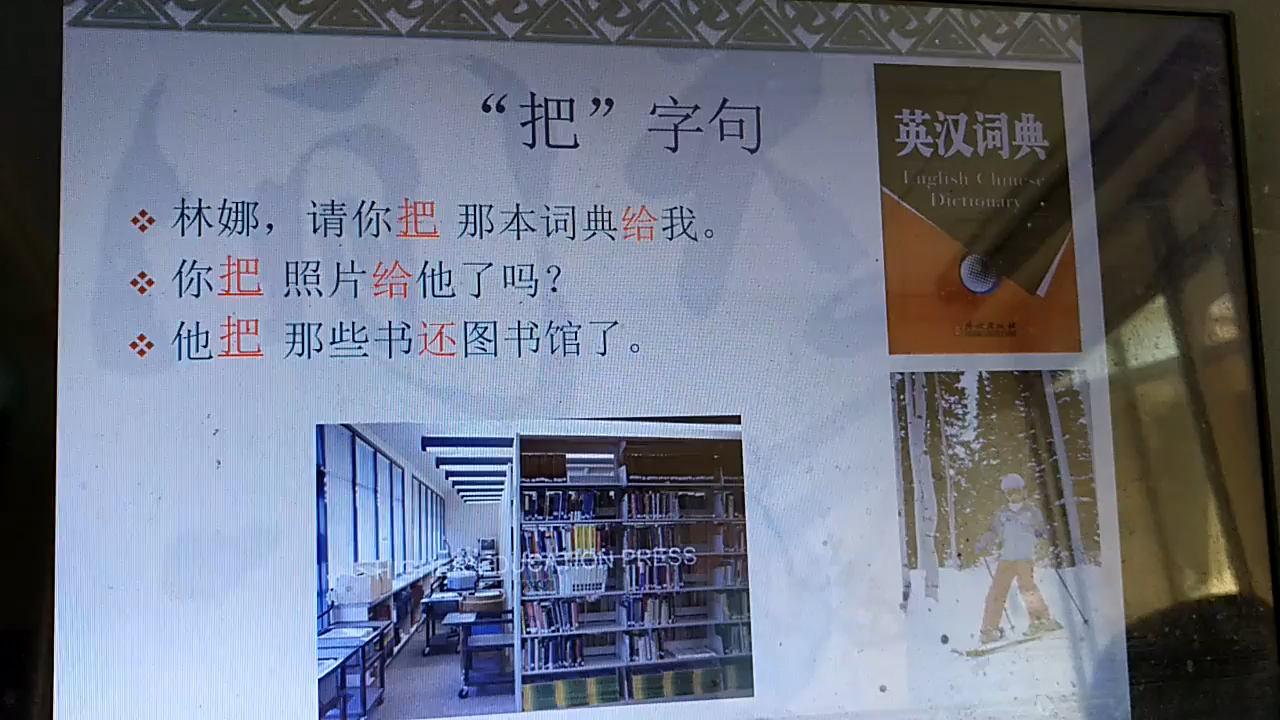 “把”字句
林娜，请你把 那本词典给我。
你把 照片给他了吗？
他把 那些书还图书馆了。
英汉词典
English Chinese
Dictionary
EDUCATION PRESS